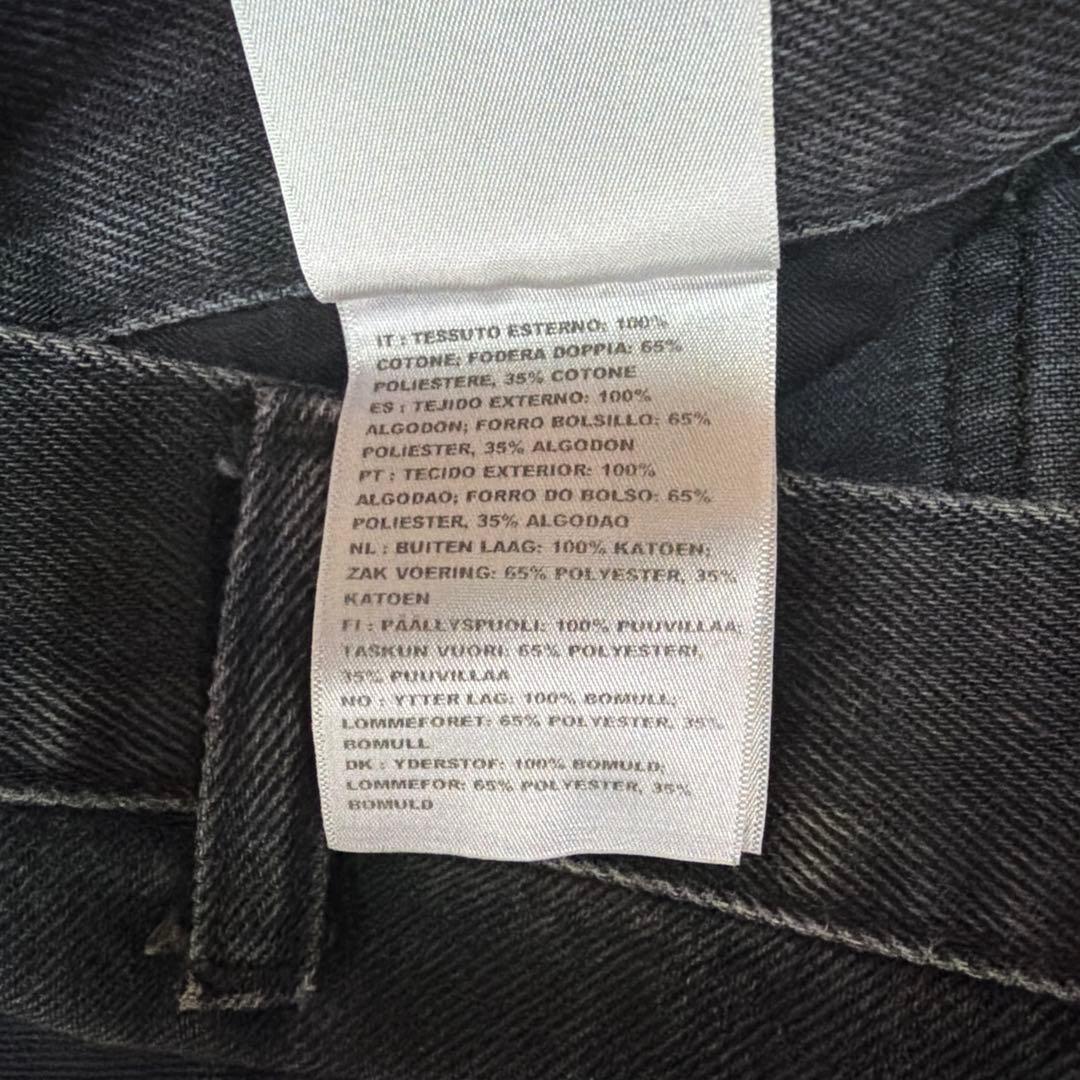 IT : TESSUTO ESTERNO: 100%
COTONE; FODERA DOPPIA: 65%
POLIESTERE, 35% COTONE
ES : TEJIDO EXTERNO: 100%
ALGODON; FORRO BOLSILLO: 65%
POLIESTER, 35% ALGODON
PT : TECIDO EXTERIOR: 100%
ALGODAO; FORRO DO BOLSO: 65%
POLIESTER, 35% ALGODAO
NL : BUITEN LAAG: 100% KATOEN;
ZAK VOERING: 65% POLYESTER, 35%
KATOEN
FI : PÄÄLLYSPUOLI: 100% PUUVILLAA;
TASKUN VUORI: 65% POLYESTERI,
35% PUUVILLAA
NO : YTTER LAG: 100% BOMULL;
LOMMEFORET: 65% POLYESTER, 35%
BOMULL
DK : YDERSTOF: 100% BOMULD;
LOMMEFOR: 65% POLYESTER, 35%
BOMULD